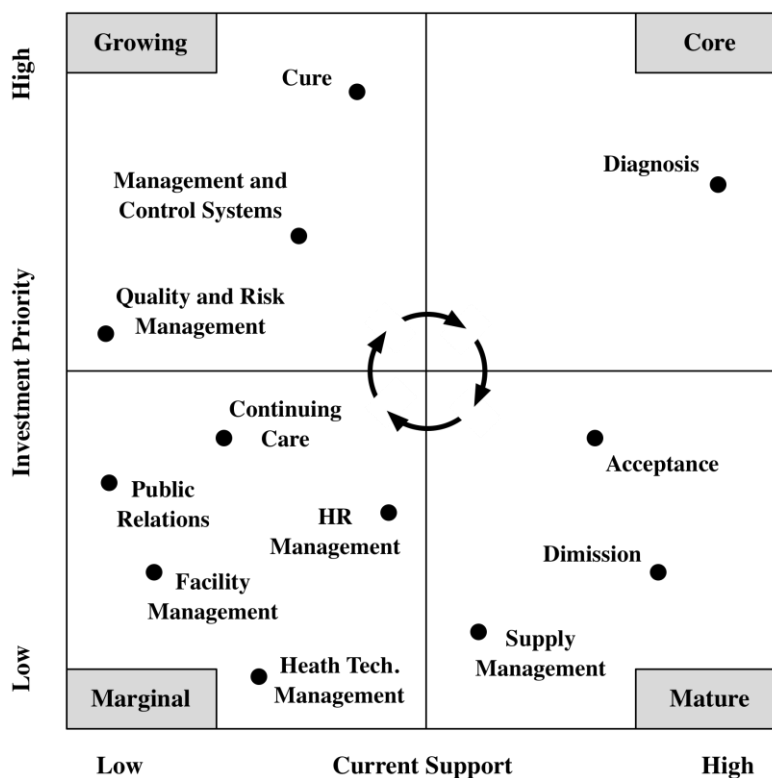 Growing
Core
High
Cure
Diagnosis
Management and
Control Systems
Quality and Risk
Management
Investment Priority
Continuing
Care
Acceptance
Public
Relations
HR
Management
Dimission
Facility
Management
Supply
Management
Heath Tech.
Management
Low
Marginal
Mature
Low
Current Support
High